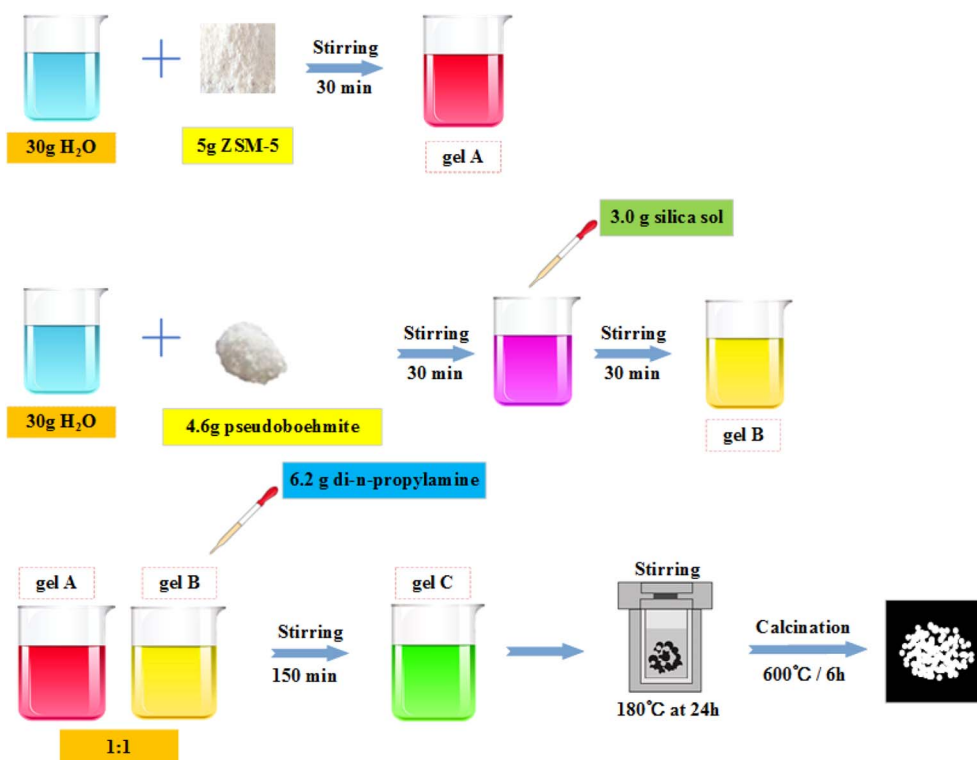 Stirring
30 min
30g H₂O
5g ZSM-5
gel A
3.0 g silica sol
Stirring
30 min
Stirring
30 min
30g H₂O
4.6g pseudoboehmite
gel B
6.2 g di-n-propylamine
gel A
gel B
Stirring
150 min
gel C
Stirring
180℃ at 24h
Calcination
600℃ / 6h
1:1